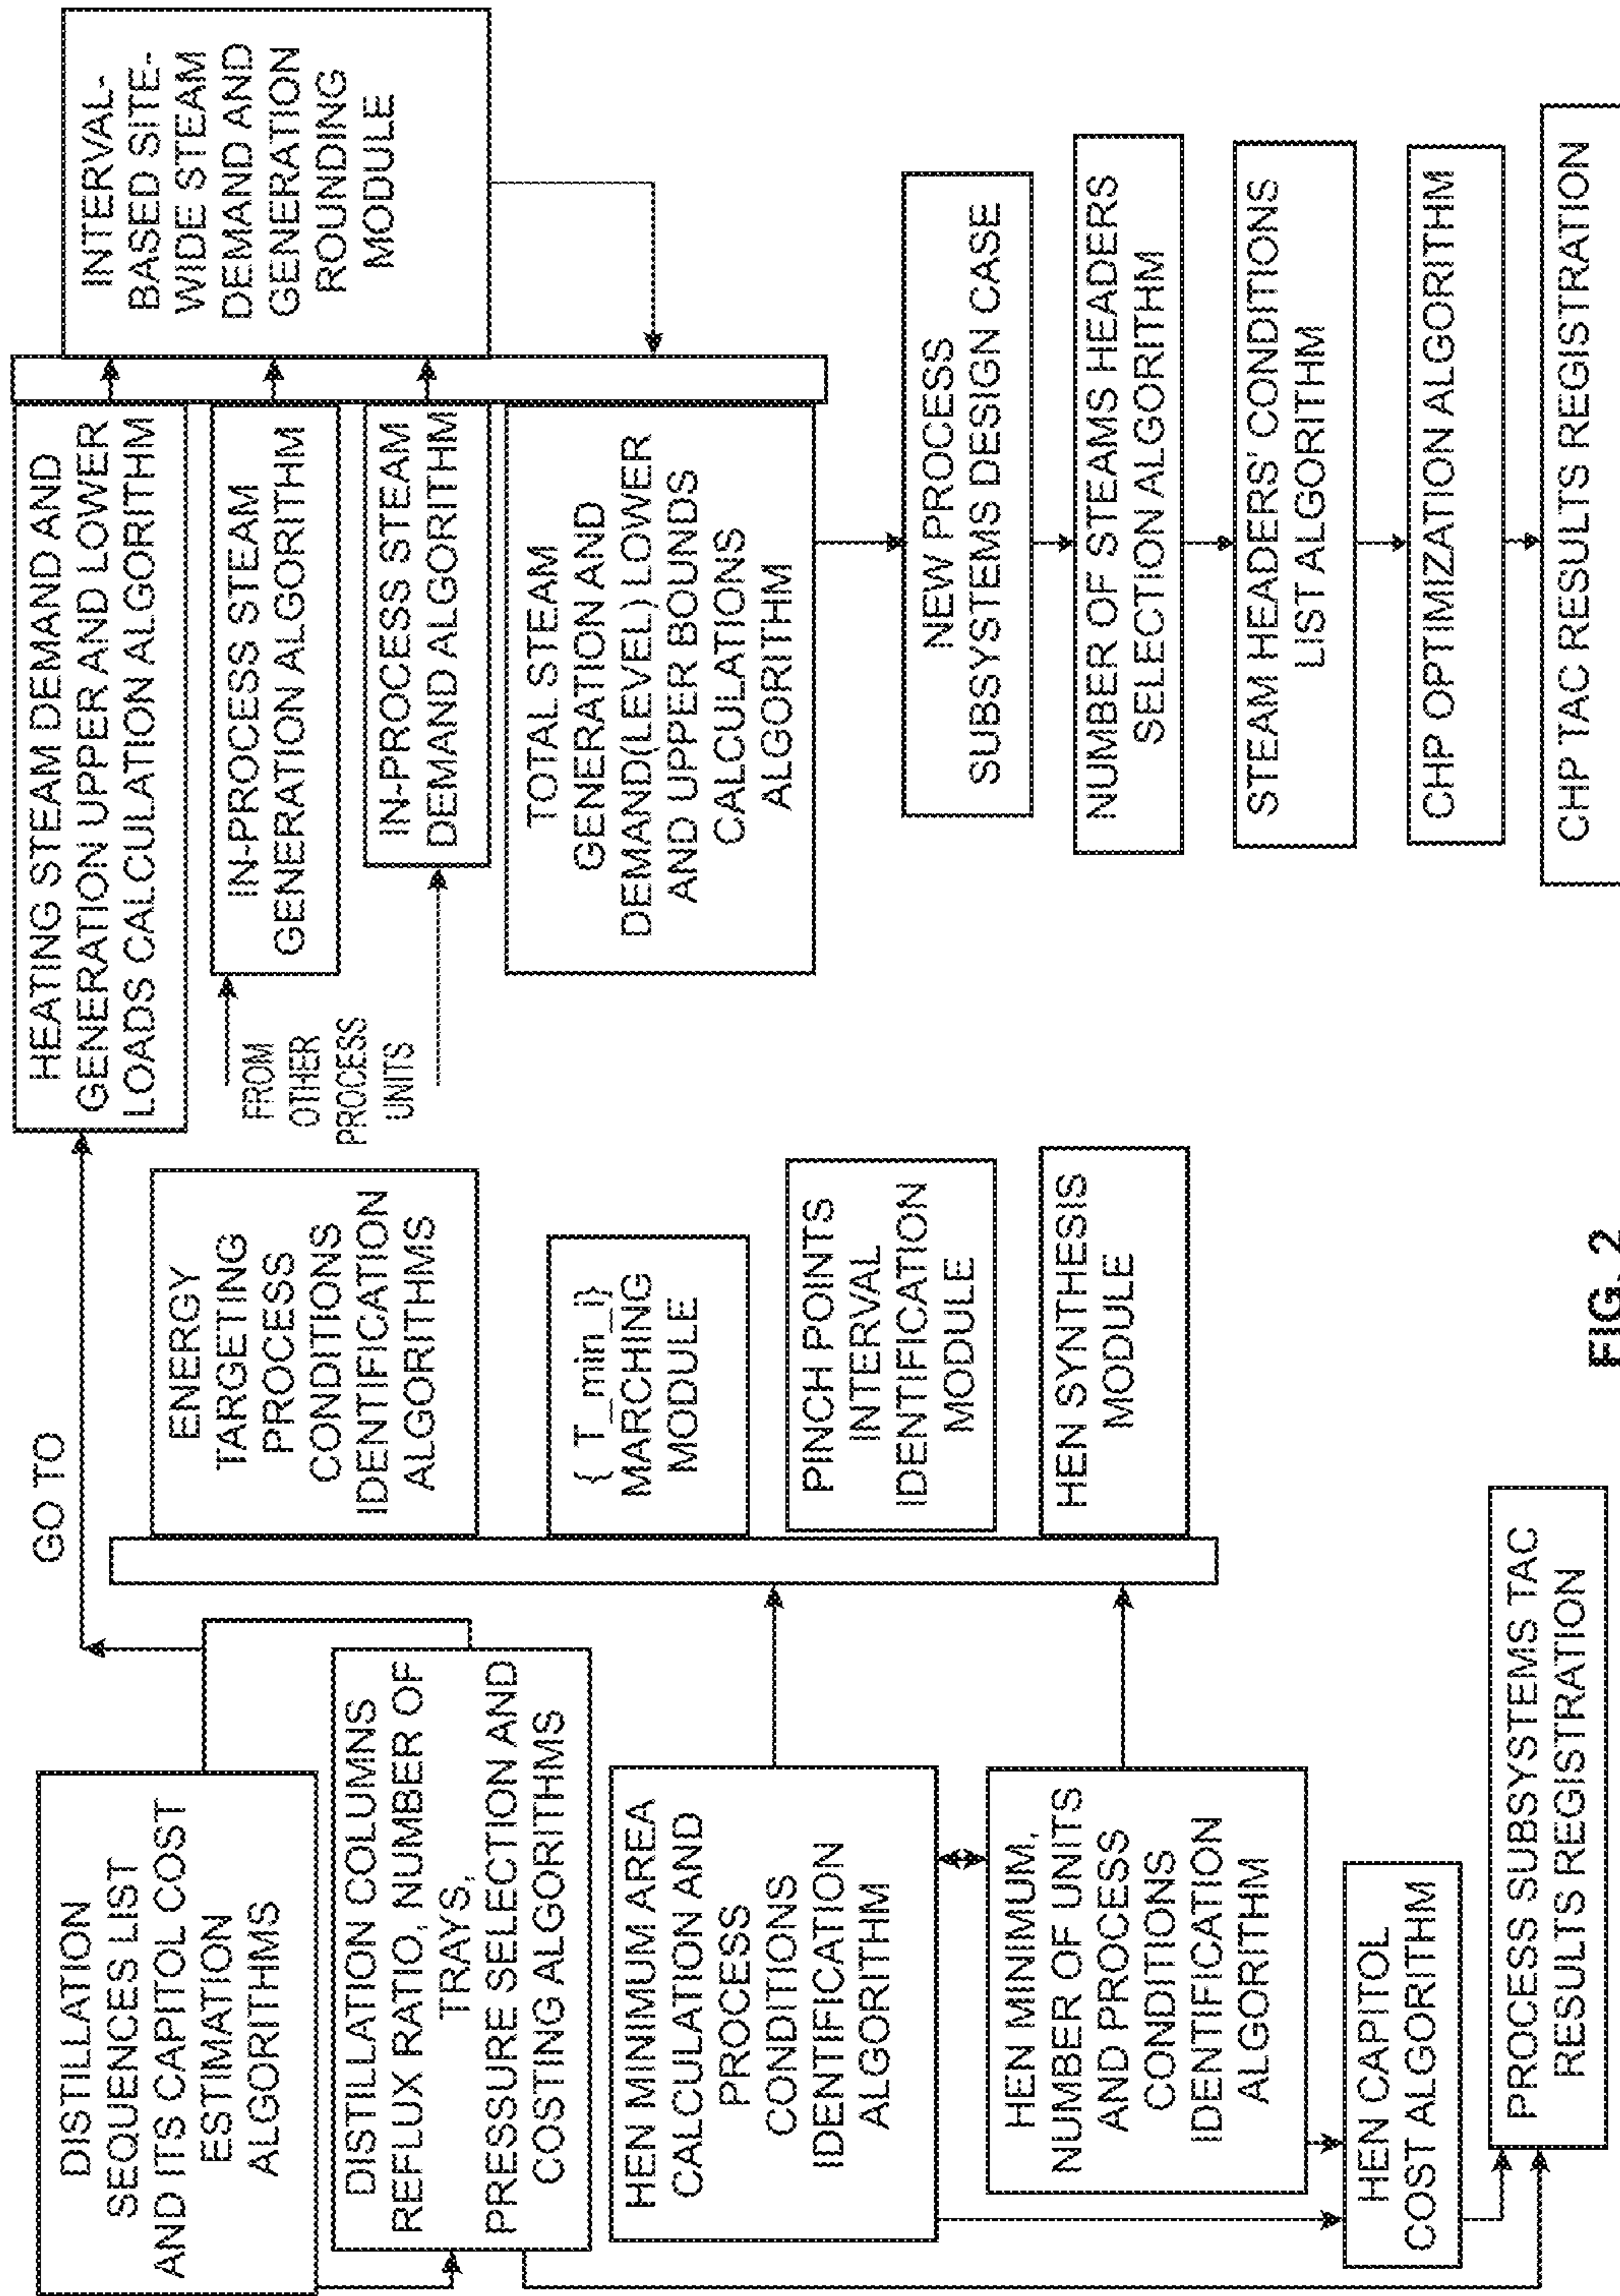 DISTILLATION
SEQUENCES LIST
AND ITS CAPITOL COST
ESTIMATION
ALGORITHMS
DISTILLATION COLUMNS
REFLUX RATIO, NUMBER OF
TRAYS,
PRESSURE SELECTION AND
COSTING ALGORITHMS
HEN MINIMUM AREA
CALCULATION AND
PROCESS
CONDITIONS
IDENTIFICATION
ALGORITHM
HEN MINIMUM,
NUMBER OF UNITS
AND PROCESS
CONDITIONS
IDENTIFICATION
ALGORITHM
HEN CAPITOL
COST ALGORITHM
PROCESS SUBSYSTEMS TAC
RESULTS REGISTRATION
GO TO
ENERGY
TARGETING
PROCESS
CONDITIONS
IDENTIFICATION
ALGORITHMS
{ T_min_i}
MARCHING
MODULE
PINCH POINTS
INTERVAL
IDENTIFICATION
MODULE
HEN SYNTHESIS
MODULE
HEATING STEAM DEMAND AND
GENERATION UPPER AND LOWER
LOADS CALCULATION ALGORITHM
FROM
OTHER
PROCESS
UNITS
IN-PROCESS STEAM
GENERATION ALGORITHM
IN-PROCESS STEAM
DEMAND ALGORITHM
TOTAL STEAM
GENERATION AND
DEMAND(LEVEL) LOWER
AND UPPER BOUNDS
CALCULATIONS
ALGORITHM
INTERVAL-
BASED SITE-
WIDE STEAM
DEMAND AND
GENERATION
ROUNDING
MODULE
NEW PROCESS
SUBSYSTEMS DESIGN CASE
NUMBER OF STEAMS HEADERS
SELECTION ALGORITHM
STEAM HEADERS' CONDITIONS
LIST ALGORITHM
CHP OPTIMIZATION ALGORITHM
CHP TAC RESULTS REGISTRATION
FIG. 2